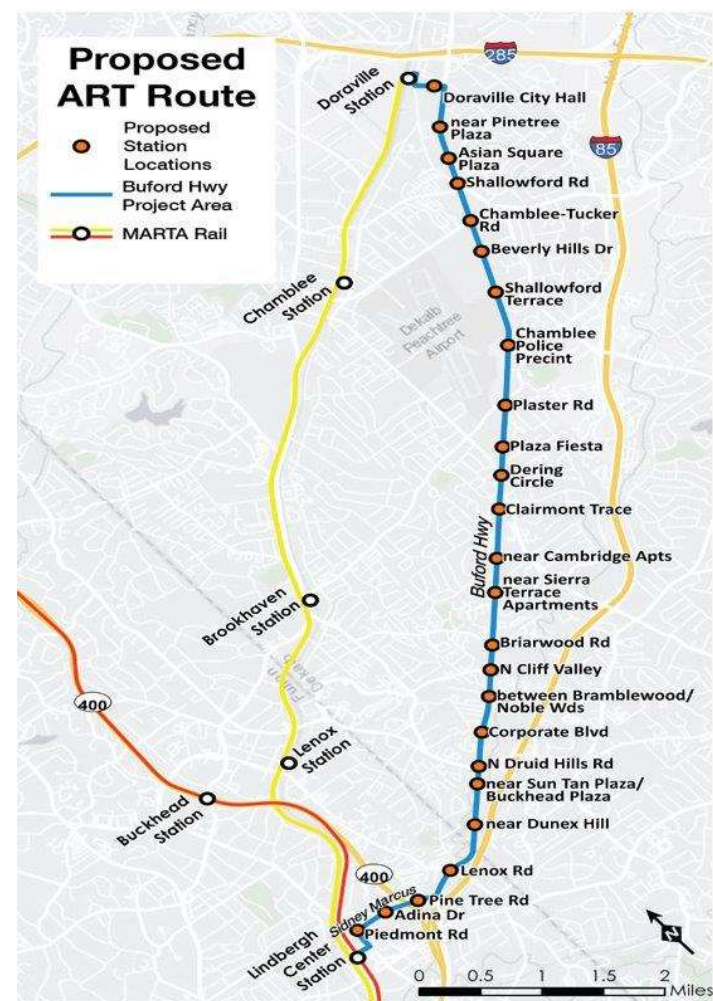 Proposed
ART Route
Proposed
Station
Locations
Buford Hwy
Project Area
MARTA Rail
285
Doraville
Station
Doraville City Hall
near Pinetree
Plaza
85
Asian Square
Plaza
Shallowford Rd
Chamblee-Tucker
Rd
Beverly Hills Dr
Chamblee
Station
Shallowford
Terrace
Dekalb
Peachtree
Airport
Chamblee
Police
Precint
Plaster Rd
Plaza Fiesta
Dering
Circle
Clairmont Trace
Buford Hwy
near Cambridge Apts
near Sierra
Terrace
Apartments
Brookhaven
Station
Briarwood Rd
N Cliff Valley
Fulton
DeKalb
between Bramblewood/
Noble Wds
400
Corporate Blvd
Lenox
Station
N Druid Hills Rd
near Sun Tan Plaza/
Buckhead Plaza
Buckhead
Station
near Dunex Hill
400
Lenox Rd
Sidney Marcus
Pine Tree Rd
Adina Dr
Piedmont Rd
Lindbergh
Center
Station
N
0 0.5 1 1.5 2
Miles